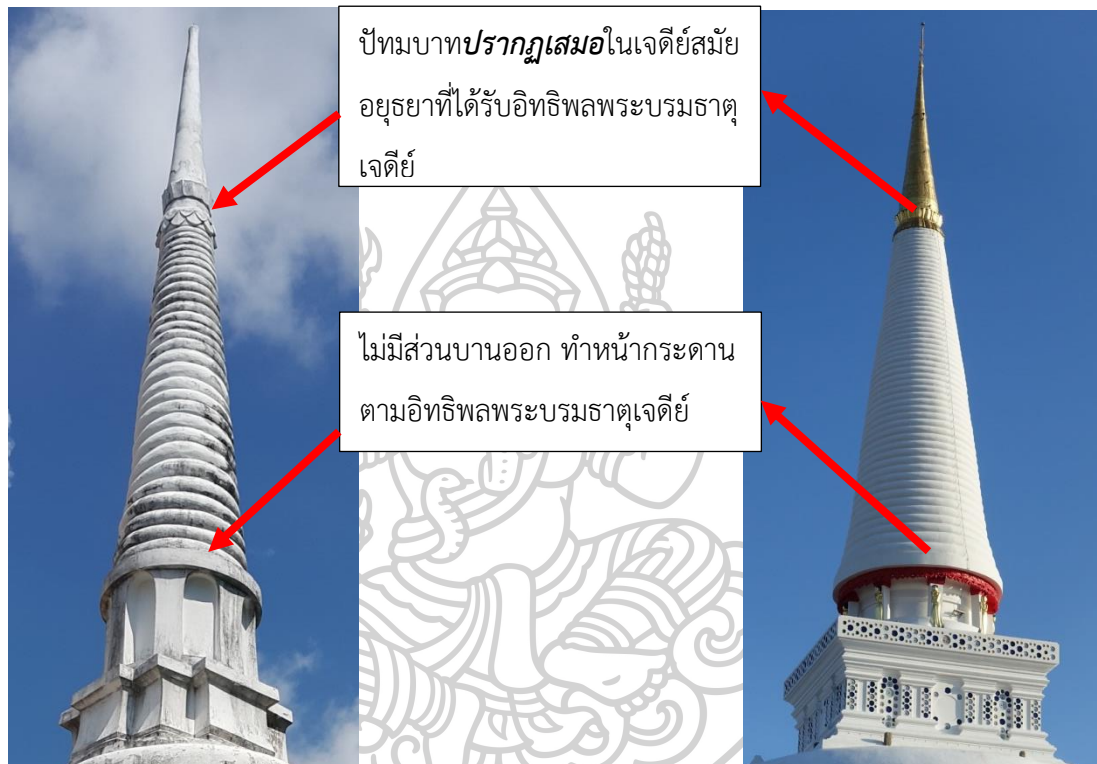 ปัทมบาทปรากฏเสมอในเจดีย์สมัย
อยุธยาที่ได้รับอิทธิพลพระบรมธาตุ
เจดีย์
ไม่มีส่วนบานออก ทำหน้ากระดาน
ตามอิทธิพลพระบรมธาตุเจดีย์